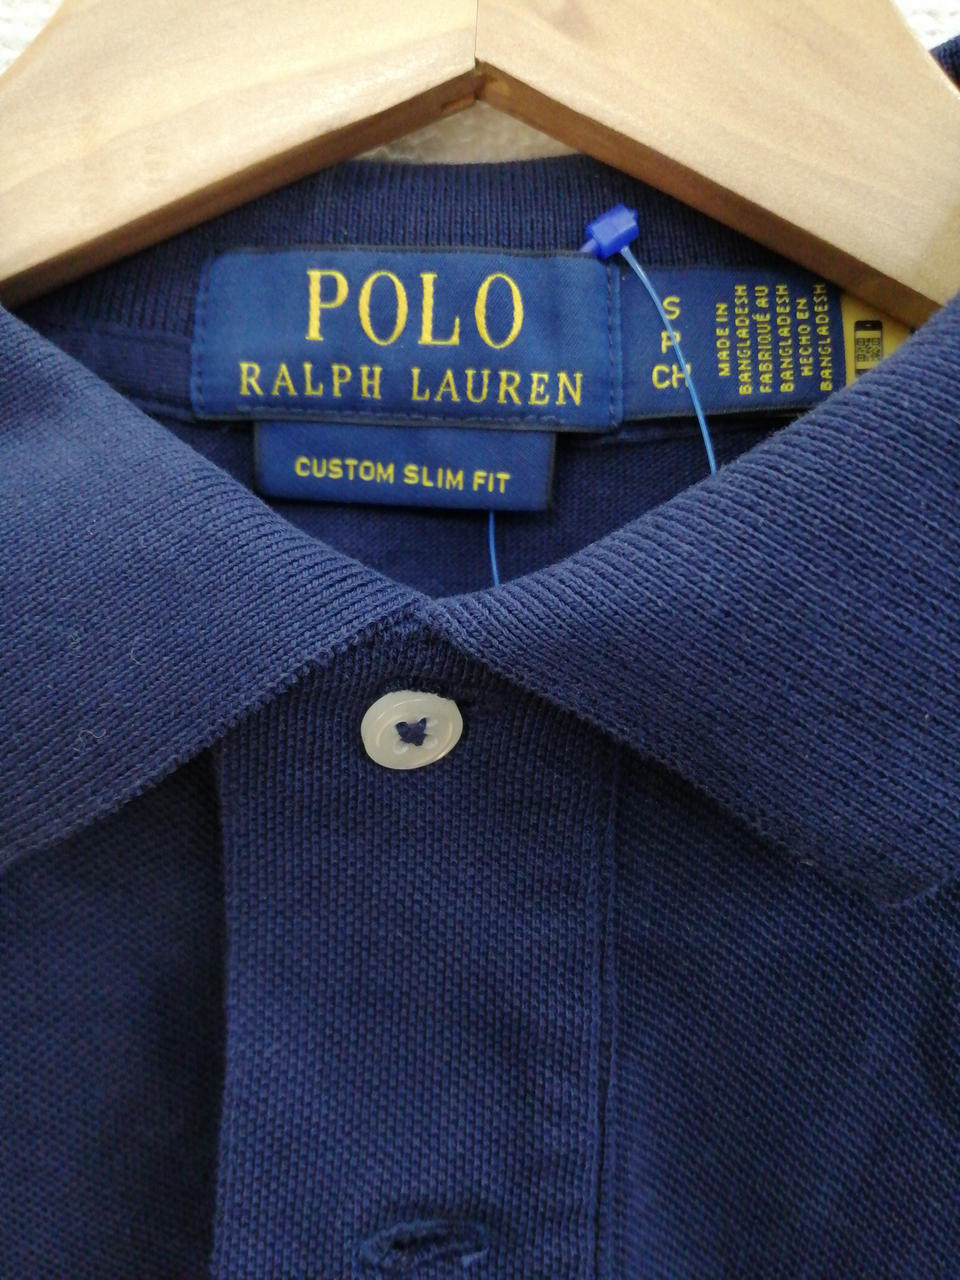 POLO
RALPH LAUREN
CUSTOM SLIM FIT
S
P
CH
MADE IN
BANGLADESH
FABRIQUÉ AU
BANGLADESH
HECHO EN
BANGLADESH